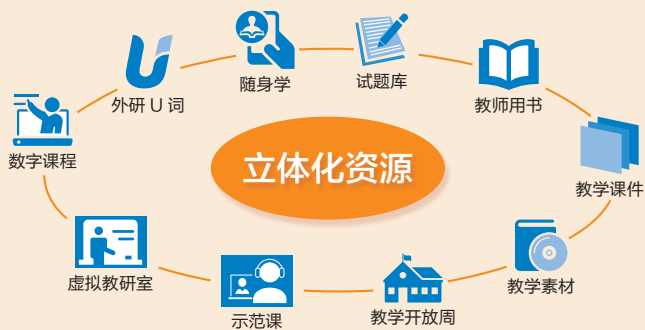 随身学
试题库
外研 U 词
教师用书
数字课程
立体化资源
教学课件
虚拟教研室
教学素材
示范课
教学开放周